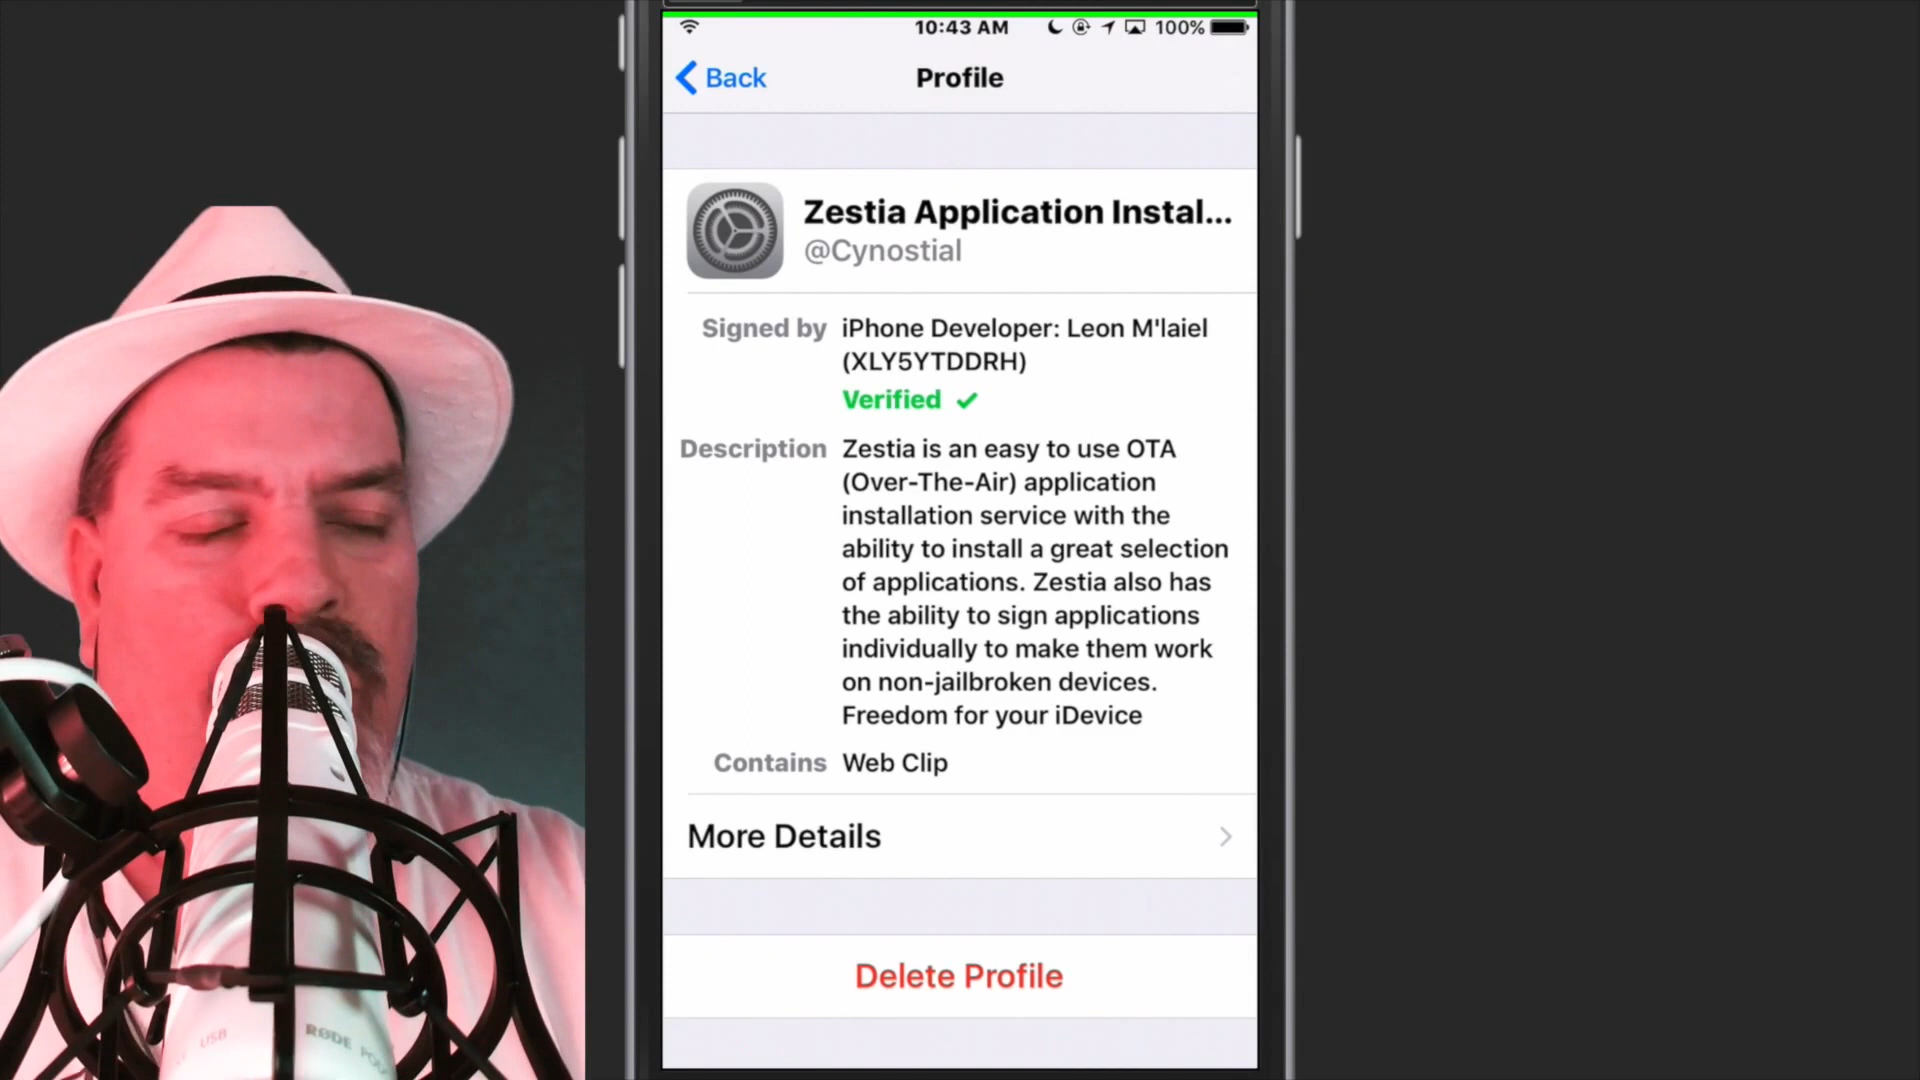 10:43 AM
100%
Back
Profile
Zestia Application Instal...
@Cynostial
Signed by iPhone Developer: Leon M'laiel
(XLY5YTDDRH)
Verified
Description Zestia is an easy to use OTA
(Over-The-Air) application
installation service with the
ability to install a great selection
of applications. Zestia also has
the ability to sign applications
individually to make them work
on non-jailbroken devices.
Freedom for your iDevice
Contains Web Clip
More Details
Delete Profile
USB
RØDE